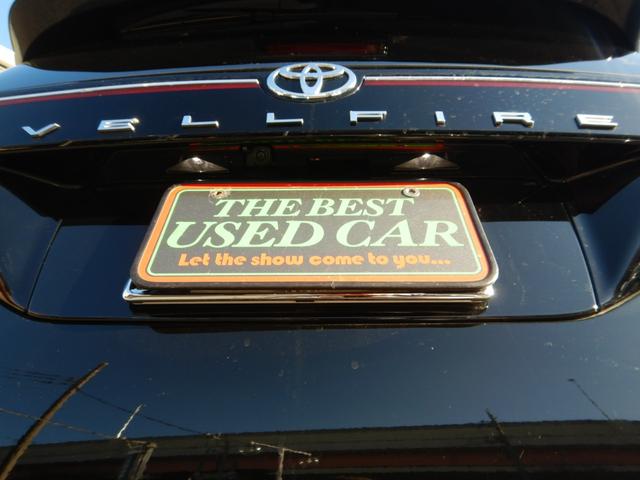 VELLFIRE
THE BEST
USED CAR
Let the show come to you...